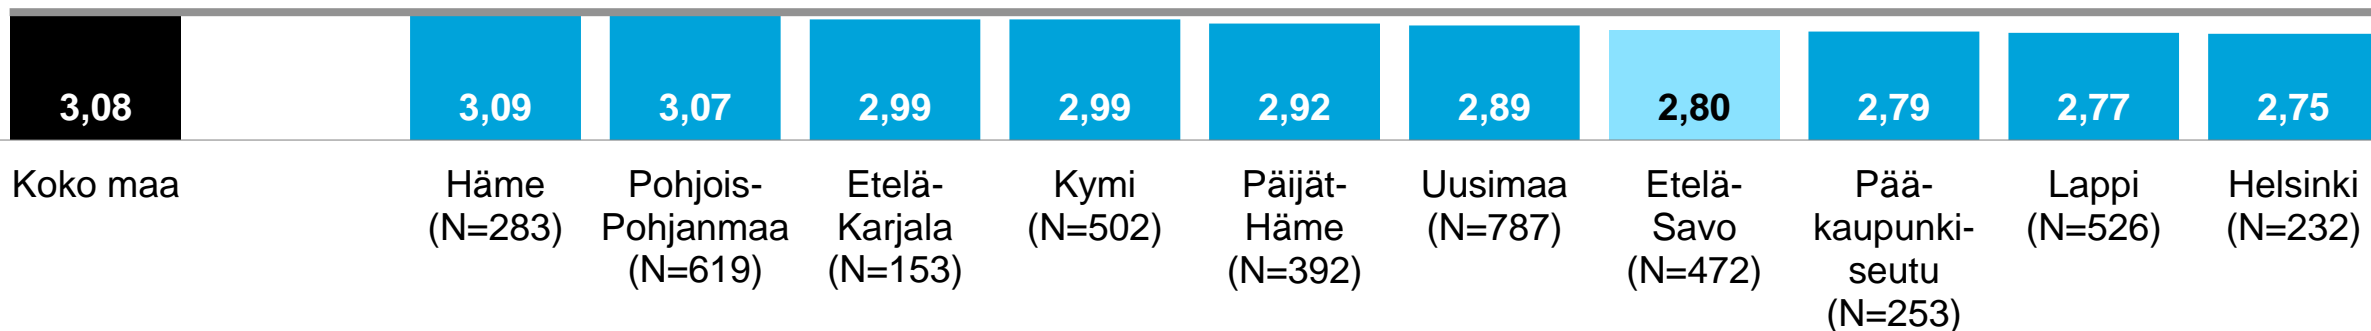 3,08 3,09 3,07 2,99 2,99 2,92 2,89 2,80 2,79 2,77 2,75
Koko maa
Häme
(N=283)
Pohjois-
Pohjanmaa
(N=619)
Etelä-
Karjala
(N=153)
Kymi
(N=502)
Päijät-
Häme
(N=392)
Uusimaa
(N=787)
Etelä-
Savo
(N=472)
Pää-
kaupunki-
seutu
(N=253)
Lappi
(N=526)
Helsinki
(N=232)